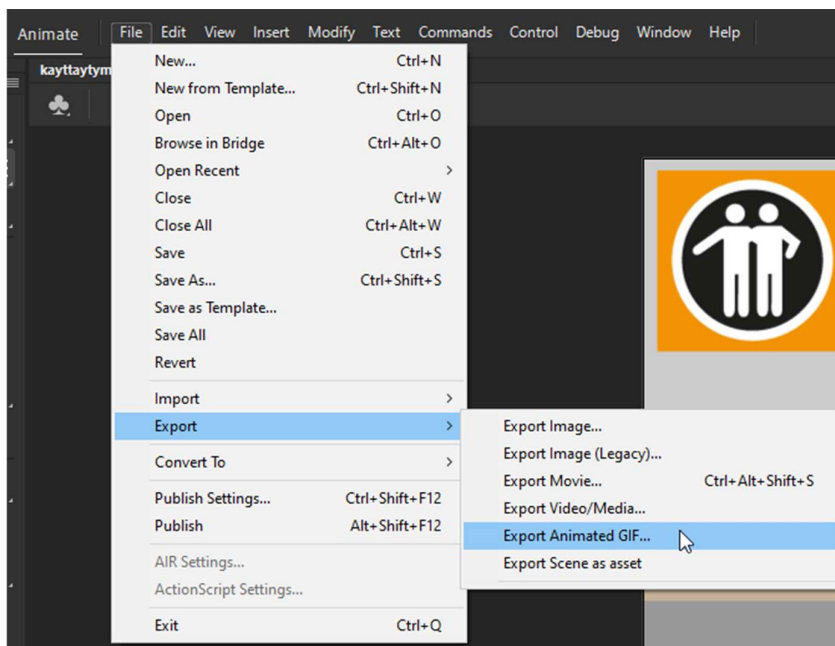 Animate File Edit View Insert Modify Text Commands Control Debug Window Help
kayttaytym
New... Ctrl+N
New from Template... Ctrl+Shift+N
Open Ctrl+O
Browse in Bridge Ctrl+Alt+O
Open Recent >
Close Ctrl+W
Close All Ctrl+Alt+W
Save Ctrl+S
Save As... Ctrl+Shift+S
Save as Template...
Save All
Revert
Import >
Export >
Convert To >
Publish Settings... Ctrl+Shift+F12
Publish Alt+Shift+F12
AIR Settings...
ActionScript Settings...
Exit Ctrl+Q
Export Image...
Export Image (Legacy)...
Export Movie... Ctrl+Alt+Shift+S
Export Video/Media...
Export Animated GIF...
Export Scene as asset